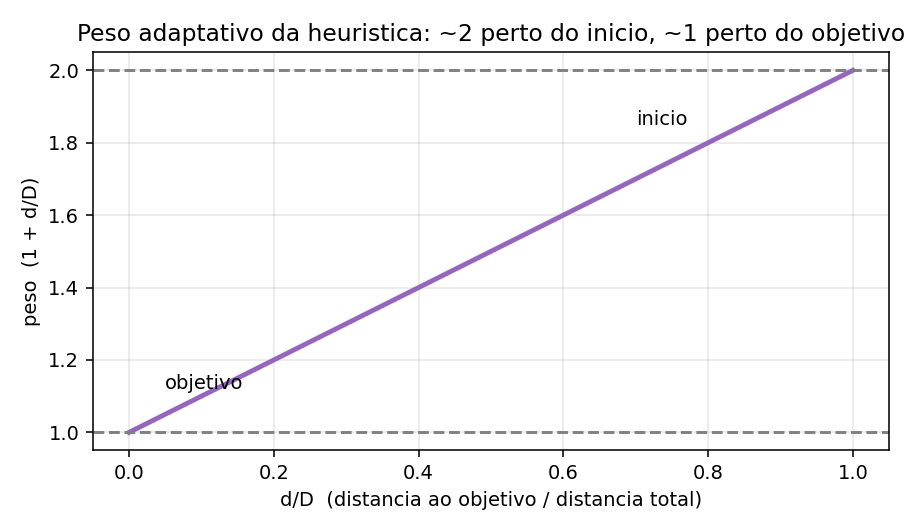 Peso adaptativo da heuristica: ~2 perto do inicio, ~1 perto do objetivo
2.0
1.8
1.6
1.4
1.2
1.0
peso  (1 + d/D)
inicio
objetivo
0.0 0.2 0.4 0.6 0.8 1.0
d/D  (distancia ao objetivo / distancia total)